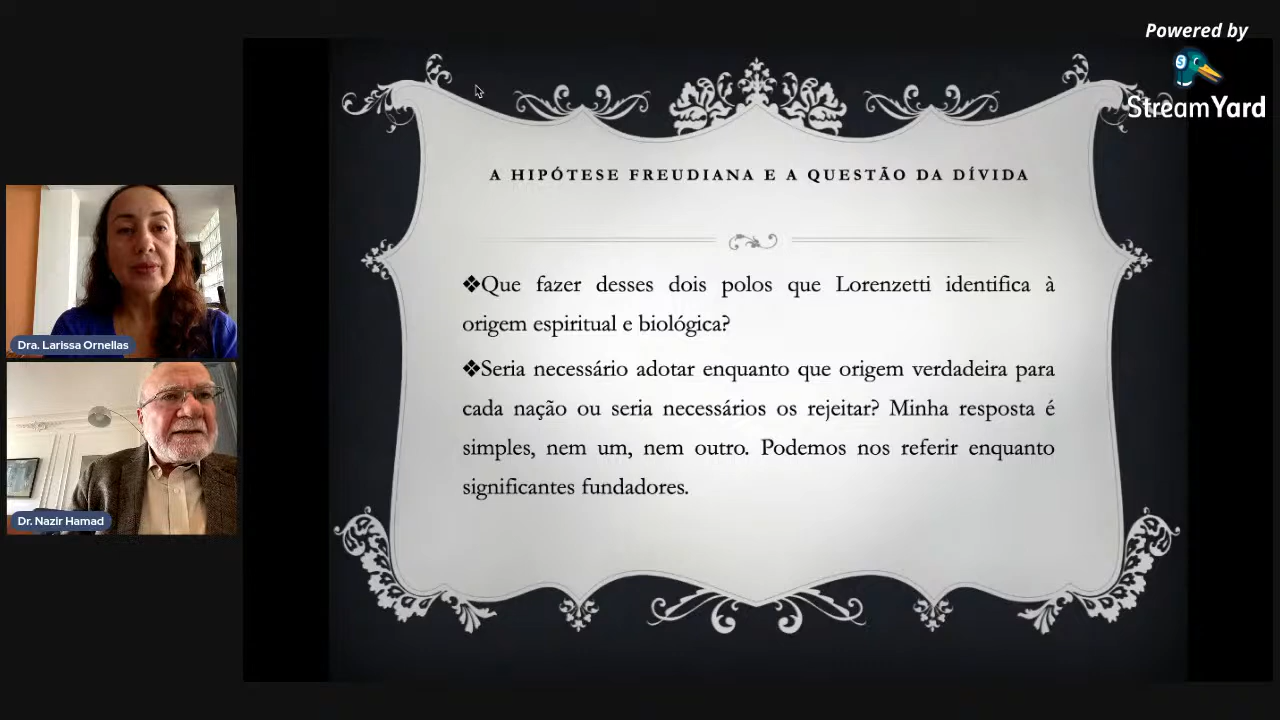 Powered by
StreamYard
A HIPÓTESE FREUDIANA E A QUESTÃO DA DÍVIDA
❖Que fazer desses dois polos que Lorenzetti identifica à
origem espiritual e biológica?
❖Seria necessário adotar enquanto que origem verdadeira para
cada nação ou seria necessários os rejeitar? Minha resposta é
simples, nem um, nem outro. Podemos nos referir enquanto
significantes fundadores.
Dra. Larissa Ornellas
Dr. Nazir Hamad